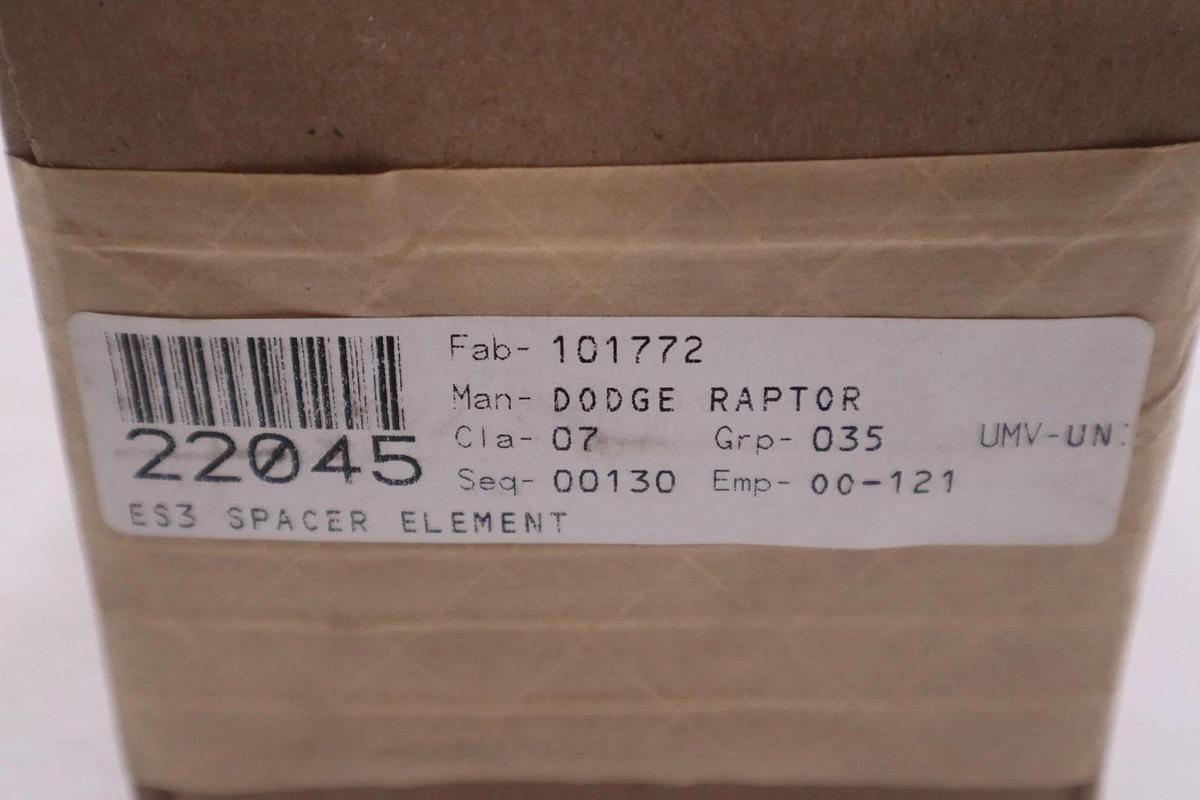 Fab- 101772
Man- DODGE RAPTOR
22045 Cla- 07 Grp- 035 UMV-UN
Seq- 00130 Emp- 00-121
ES3 SPACER ELEMENT